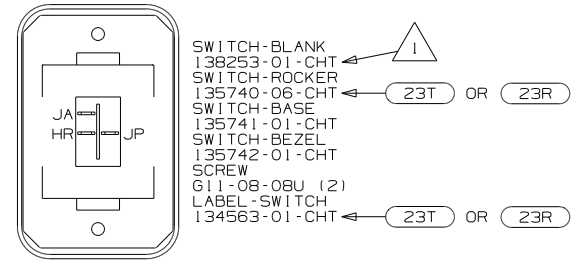 SWITCH-BLANK
138253-01-CHT
1
SWITCH-ROCKER
135740-06-CHT 23T OR 23R
SWITCH-BASE
135741-01-CHT
SWITCH-BEZEL
135742-01-CHT
SCREW
G11-08-08U (2)
LABEL-SWITCH
134563-01-CHT 23T OR 23R
JA
HR JP